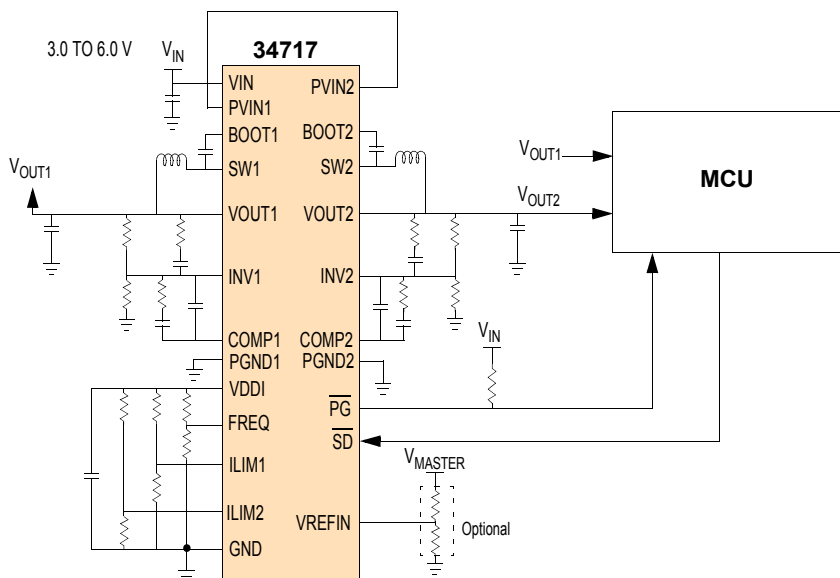 3.0 TO 6.0 V
VIN
34717
VIN
PVIN1
BOOT1
SW1
VOUT1
INV1
COMP1
PGND1
VDDI
FREQ
ILIM1
ILIM2
GND
PVIN2
BOOT2
SW2
VOUT2
INV2
COMP2
PGND2
PG
SD
VREFIN
VOUT1
VOUT1
VOUT2
MCU
VIN
VMASTER
Optional